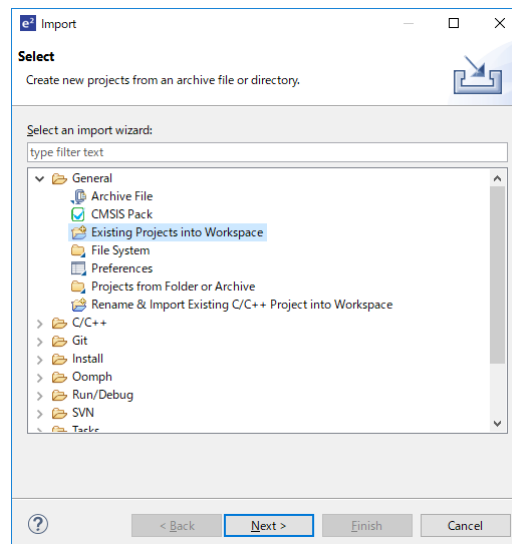 e² Import
Select
Create new projects from an archive file or directory.
Select an import wizard:
type filter text
General
Archive File
CMSIS Pack
Existing Projects into Workspace
File System
Preferences
Projects from Folder or Archive
Rename & Import Existing C/C++ Project into Workspace
C/C++
Git
Install
Oomph
Run/Debug
SVN
Tasks
? < Back Next > Finish Cancel